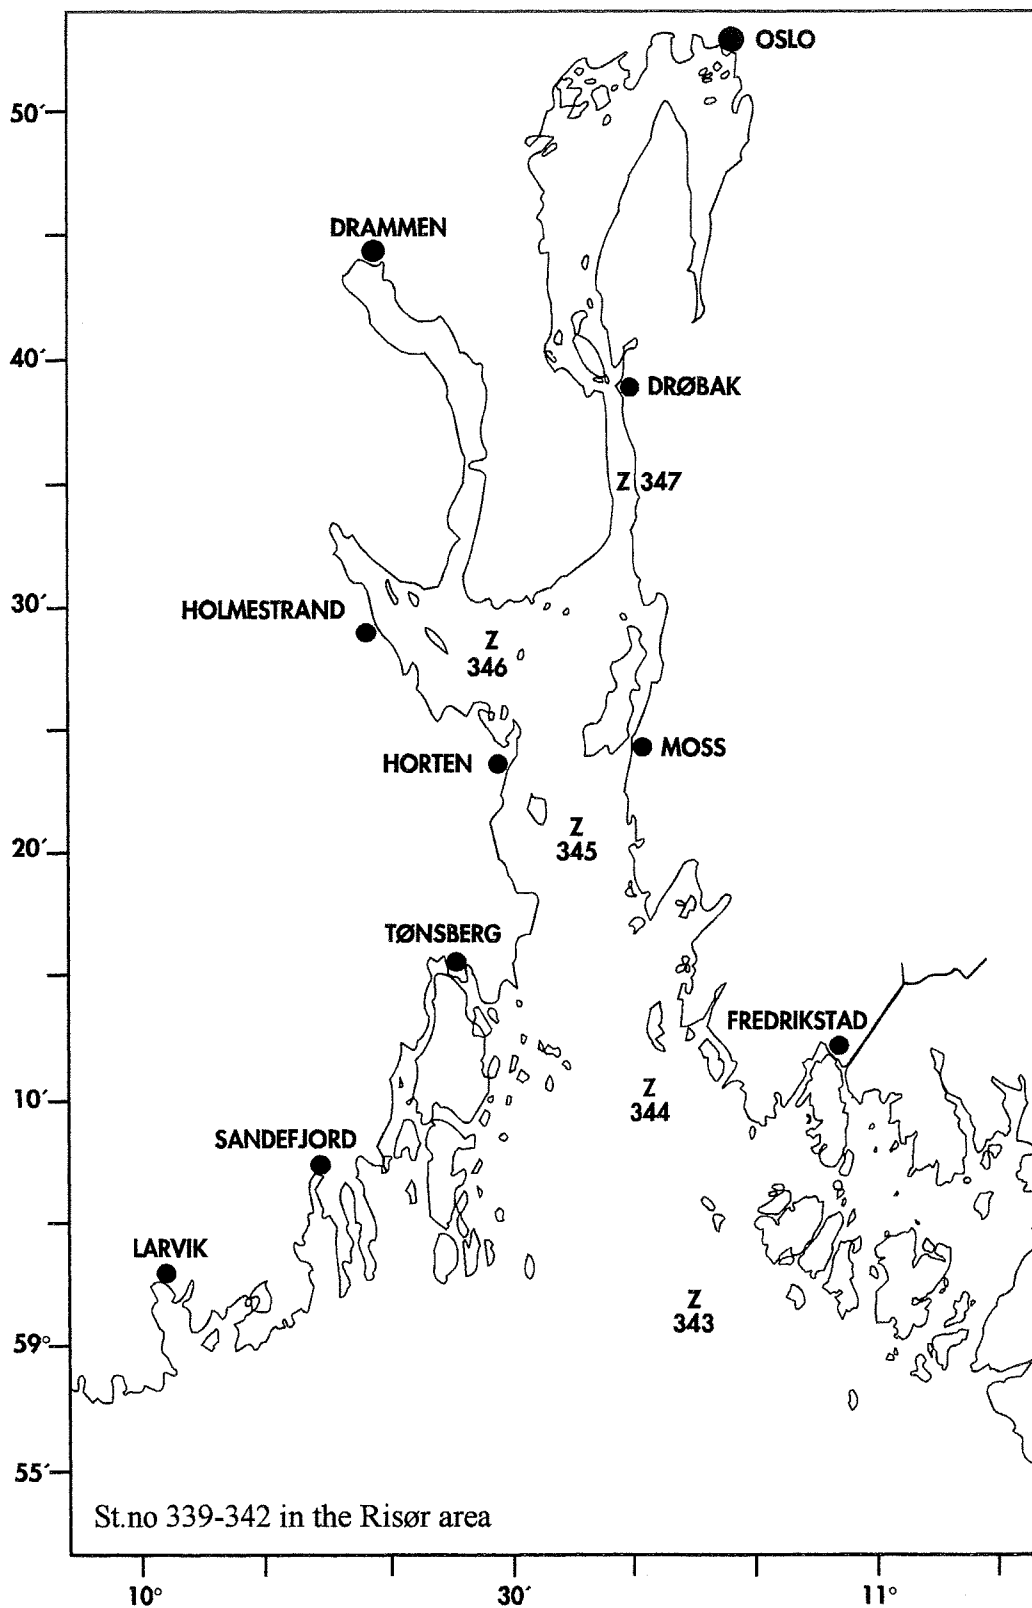 OSLO
50´
DRAMMEN
40´
DRØBAK
Z 347
30´
HOLMESTRAND
Z
346
MOSS
HORTEN
Z
345
20´
TØNSBERG
FREDRIKSTAD
Z
344
10´
SANDEFJORD
LARVIK
Z
343
59°
55´
St.no 339-342 in the Risør area
10°
30´
11°